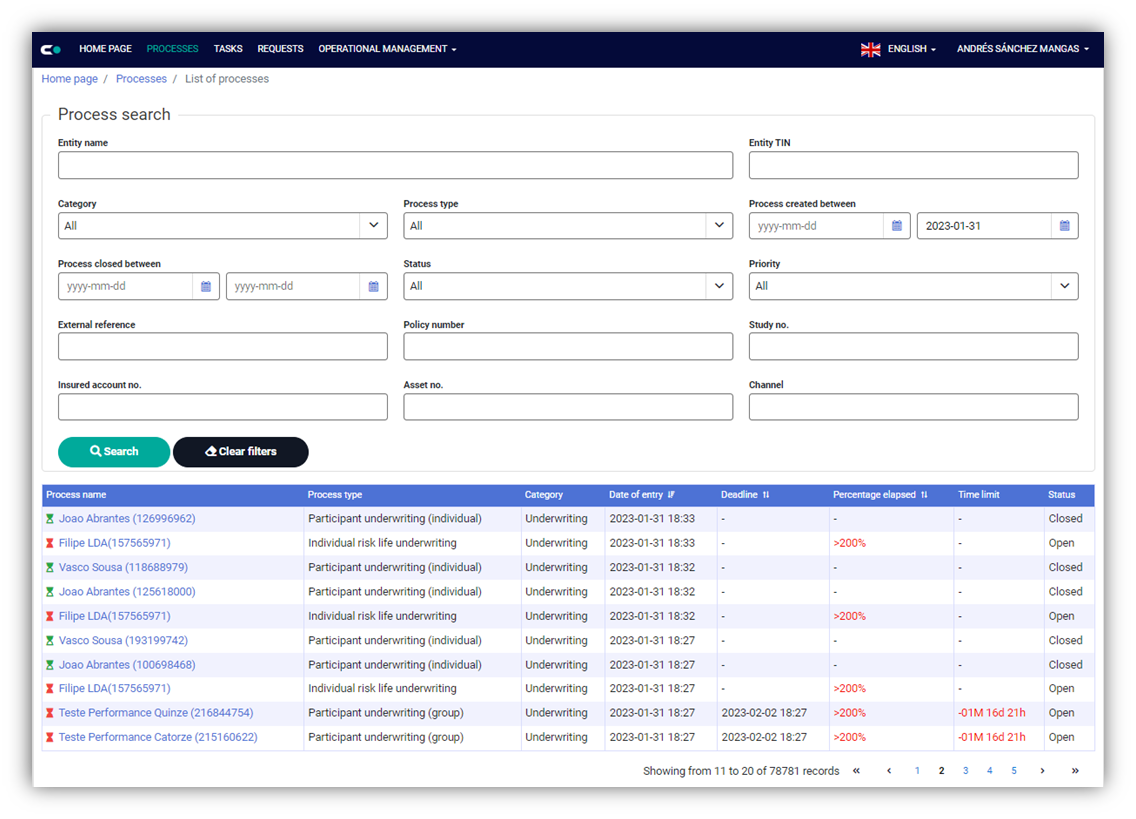 HOME PAGE PROCESSES TASKS REQUESTS OPERATIONAL MANAGEMENT ENGLISH ANDRÉS SÁNCHEZ MANGAS
Home page / Processes / List of processes
Process search
Entity name Entity TIN
Category Process type Process created between
All All yyyy-mm-dd 2023-01-31
Process closed between Status Priority
yyyy-mm-dd yyyy-mm-dd All All
External reference Policy number Study no.
Insured account no. Asset no. Channel
Search Clear filters
Process name Process type Category Date of entry Deadline Percentage elapsed Time limit Status
Joao Abrantes (126996962) Participant underwriting (individual) Underwriting 2023-01-31 18:33 - - - Closed
Filipe LDA(157565971) Individual risk life underwriting Underwriting 2023-01-31 18:33 - >200% - Open
Vasco Sousa (118688979) Participant underwriting (individual) Underwriting 2023-01-31 18:32 - - - Closed
Joao Abrantes (125618000) Participant underwriting (individual) Underwriting 2023-01-31 18:32 - - - Closed
Filipe LDA(157565971) Individual risk life underwriting Underwriting 2023-01-31 18:32 - >200% - Open
Vasco Sousa (193199742) Participant underwriting (individual) Underwriting 2023-01-31 18:27 - - - Closed
Joao Abrantes (100698468) Participant underwriting (individual) Underwriting 2023-01-31 18:27 - - - Closed
Filipe LDA(157565971) Individual risk life underwriting Underwriting 2023-01-31 18:27 - >200% - Open
Teste Performance Quinze (216844754) Participant underwriting (group) Underwriting 2023-01-31 18:27 2023-02-02 18:27 >200% -01M 16d 21h Open
Teste Performance Catorze (215160622) Participant underwriting (group) Underwriting 2023-01-31 18:27 2023-02-02 18:27 >200% -01M 16d 21h Open
Showing from 11 to 20 of 78781 records « ‹ 1 2 3 4 5 › »